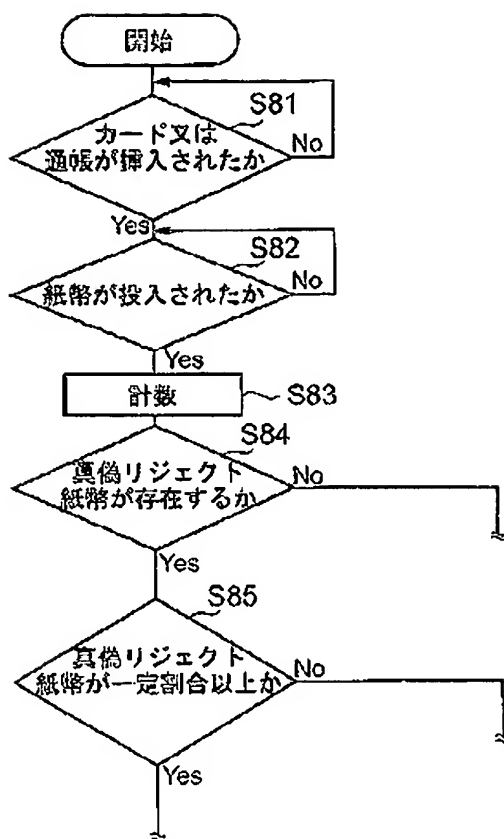 開始
S81
カード又は
通帳が挿入されたか
No
Yes
S82
紙幣が投入されたか
No
Yes
計数
S83
S84
真偽リジェクト
紙幣が存在するか
No
Yes
S85
真偽リジェクト
紙幣が一定割合以上か
No
Yes